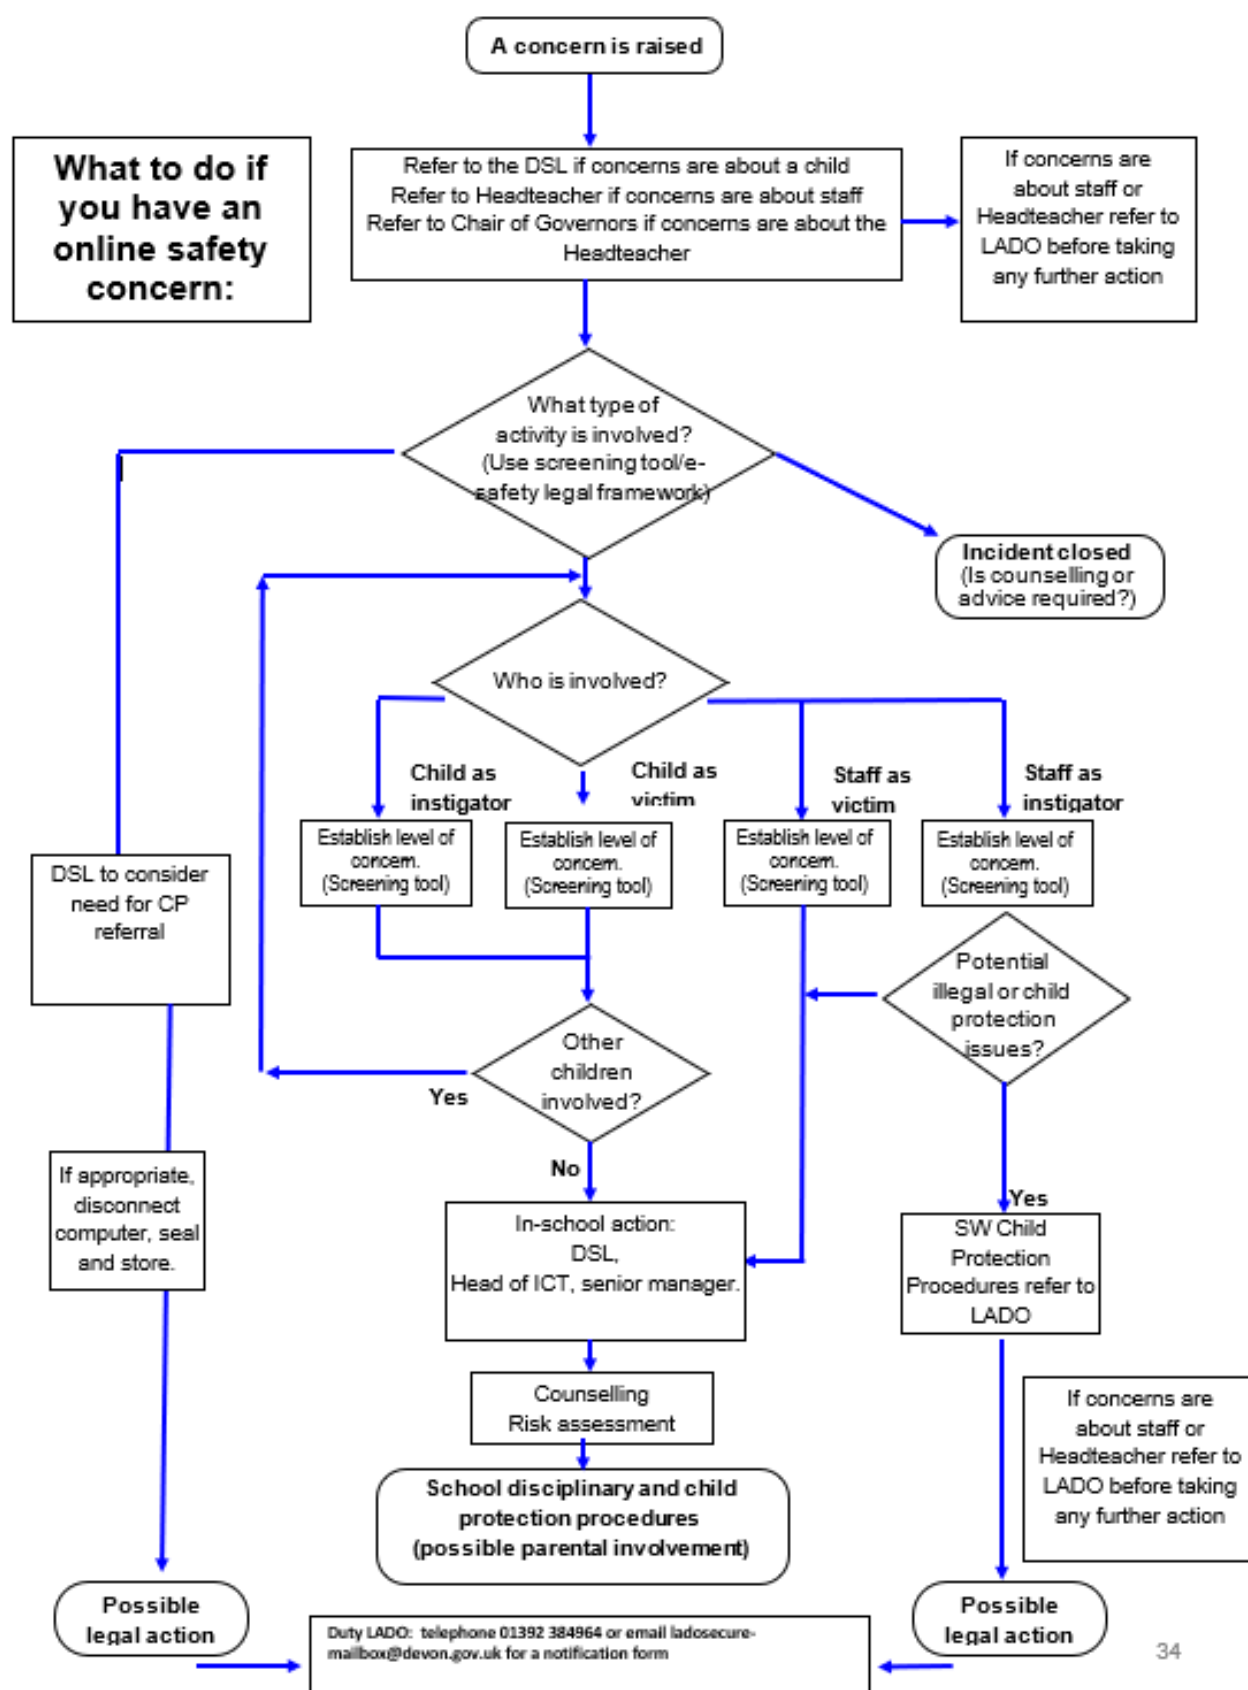 A concern is raised
What to do if
you have an
online safety
concern:
Refer to the DSL if concerns are about a child
Refer to Headteacher if concerns are about staff
Refer to Chair of Governors if concerns are about the
Headteacher
If concerns are
about staff or
Headteacher refer to
LADO before taking
any further action
What type of
activity is involved?
(Use screening tool/e-
safety legal framework)
Incident closed
(Is counselling or
advice required?)
Who is involved?
Child as
instigator
Child as
victim
Staff as
victim
Staff as
instigator
Establish level of
concern.
(Screening tool)
Establish level of
concern.
(Screening tool)
Establish level of
concern.
(Screening tool)
Establish level of
concern.
(Screening tool)
DSL to consider
need for CP
referral
Potential
illegal or child
protection
issues?
Other
children
involved?
Yes
No
Yes
If appropriate,
disconnect
computer, seal
and store.
In-school action:
DSL,
Head of ICT, senior manager.
SW Child
Protection
Procedures refer to
LADO
Counselling
Risk assessment
If concerns are
about staff or
Headteacher refer to
LADO before taking
any further action
School disciplinary and child
protection procedures
(possible parental involvement)
Possible
legal action
Possible
legal action
Duty LADO: telephone 01392 384964 or email ladosecure-
mailbox@devon.gov.uk for a notification form
34